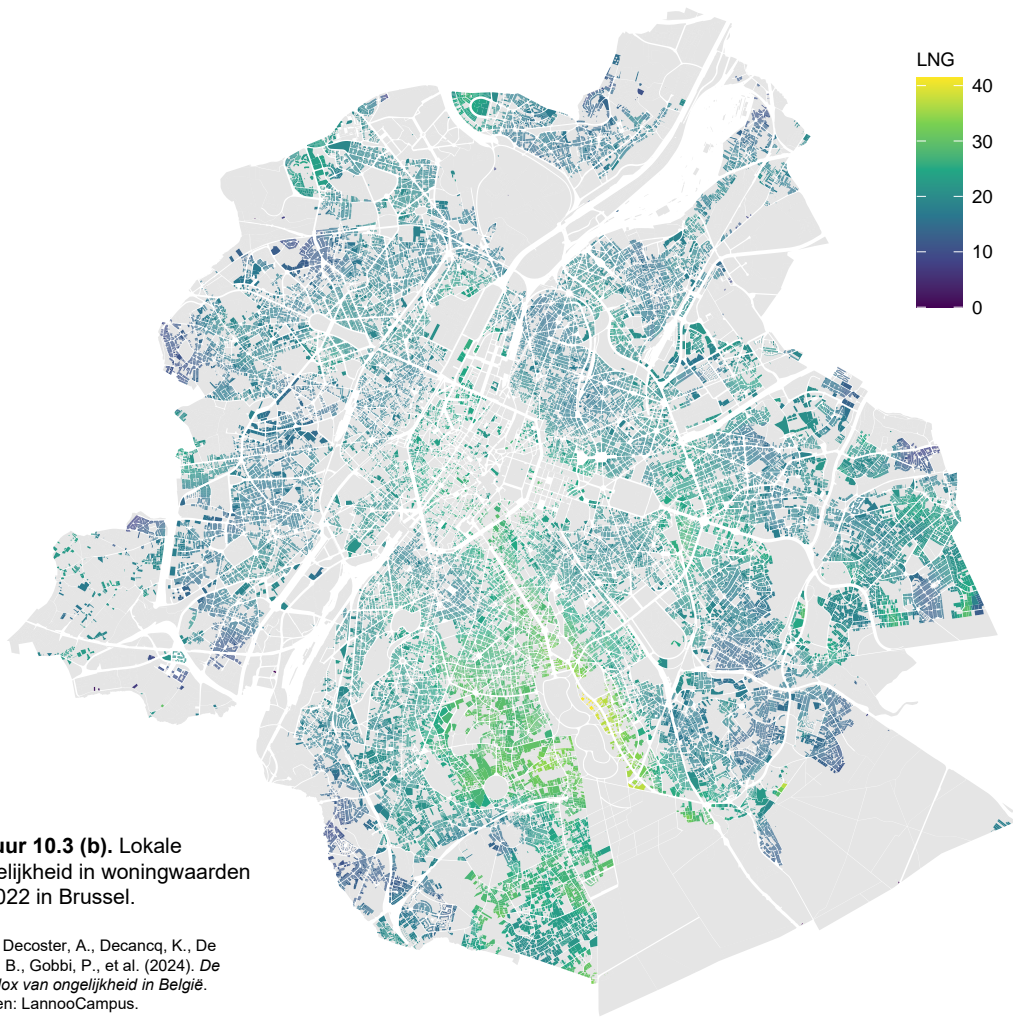 LNG
40
30
20
10
0
uur 10.3 (b). Lokale
elijkheid in woningwaarden
022 in Brussel.
Decoster, A., Decancq, K., De
B., Gobbi, P., et al. (2024). De
lox van ongelijkheid in België.
en: LannooCampus.